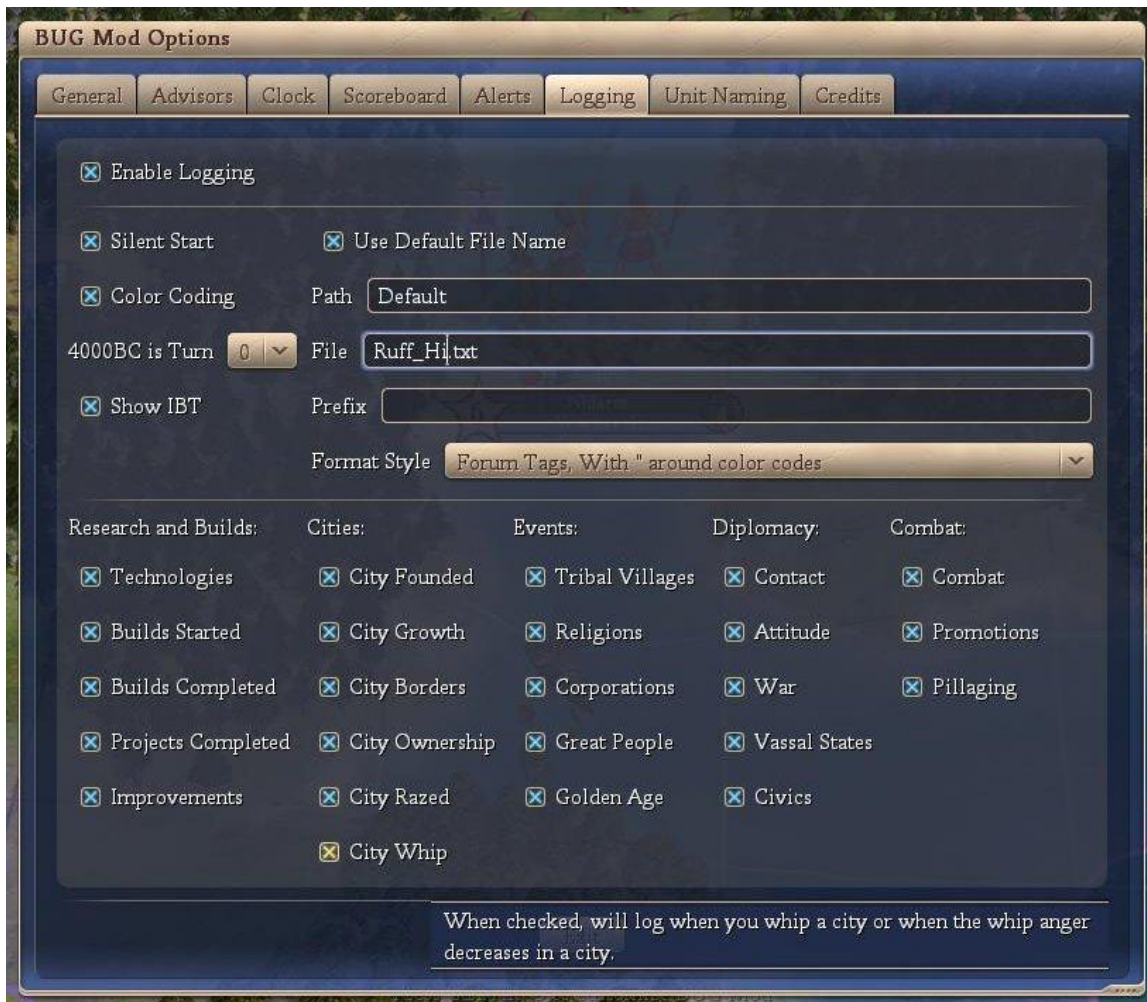 BUG Mod Options
General Advisors Clock Scoreboard Alerts Logging Unit Naming Credits
Enable Logging
Silent Start Use Default File Name
Color Coding Path Default
4000BC is Turn 0 File Ruff_Hi.txt
Show IBT Prefix
Format Style Forum Tags, With " around color codes
Research and Builds: Cities: Events: Diplomacy: Combat:
Technologies City Founded Tribal Villages Contact Combat
Builds Started City Growth Religions Attitude Promotions
Builds Completed City Borders Corporations War Pillaging
Projects Completed City Ownership Great People Vassal States
Improvements City Razed Golden Age Civics
City Whip
When checked, will log when you whip a city or when the whip anger
decreases in a city.